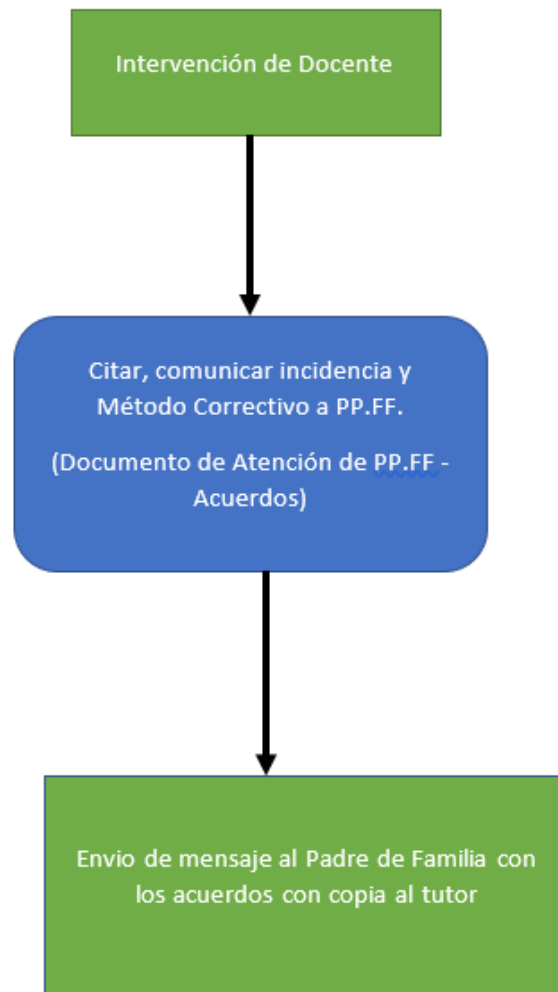 Intervención de Docente
Citar, comunicar incidencia y
Método Correctivo a PP.FF.
(Documento de Atención de PP.FF -
Acuerdos)
Envio de mensaje al Padre de Familia con
los acuerdos con copia al tutor